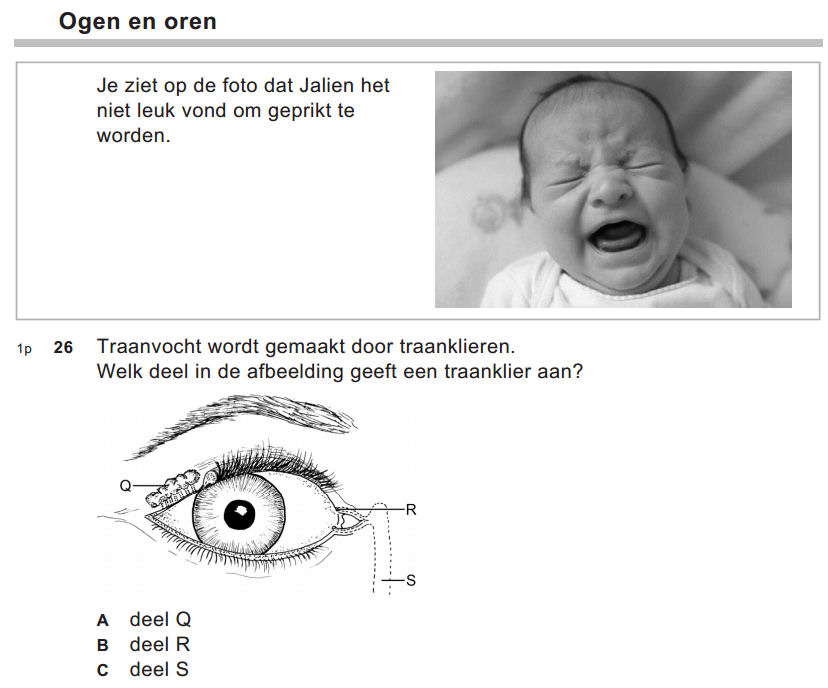 Ogen en oren
Je ziet op de foto dat Jalien het
niet leuk vond om geprikt te
worden.
1p 26 Traanvocht wordt gemaakt door traanklieren.
Welk deel in de afbeelding geeft een traanklier aan?
Q
R
S
A deel Q
B deel R
C deel S